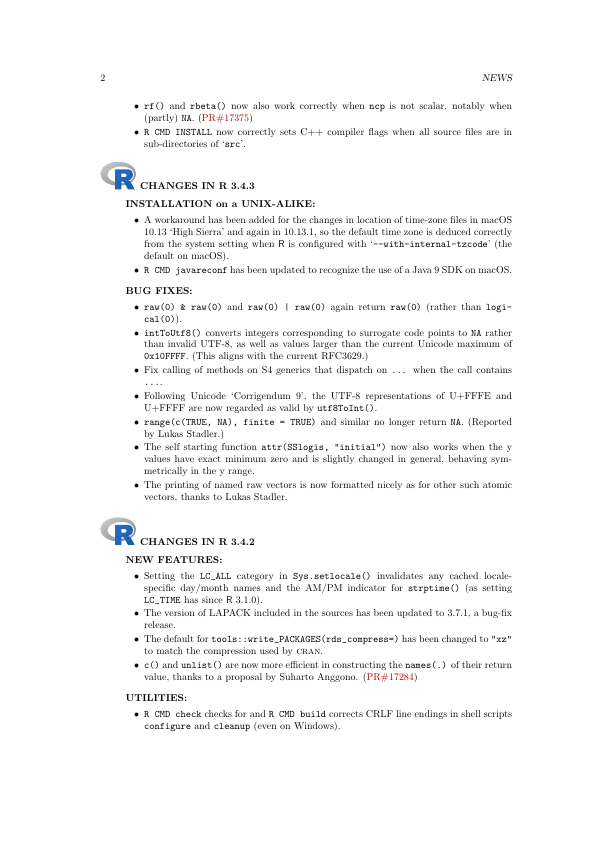 2 NEWS
• rf() and rbeta() now also work correctly when ncp is not scalar, notably when
(partly) NA. (PR#17375)
• R CMD INSTALL now correctly sets C++ compiler flags when all source files are in
sub-directories of ‘src’.
R CHANGES IN R 3.4.3
INSTALLATION on a UNIX-ALIKE:
• A workaround has been added for the changes in location of time-zone files in macOS
10.13 ‘High Sierra’ and again in 10.13.1, so the default time zone is deduced correctly
from the system setting when R is configured with ‘--with-internal-tzcode’ (the
default on macOS).
• R CMD javareconf has been updated to recognize the use of a Java 9 SDK on macOS.
BUG FIXES:
• raw(0) & raw(0) and raw(0) | raw(0) again return raw(0) (rather than logi-
cal(0)).
• intToUtf8() converts integers corresponding to surrogate code points to NA rather
than invalid UTF-8, as well as values larger than the current Unicode maximum of
0x10FFFF. (This aligns with the current RFC3629.)
• Fix calling of methods on S4 generics that dispatch on ... when the call contains
....
• Following Unicode ‘Corrigendum 9’, the UTF-8 representations of U+FFFE and
U+FFFF are now regarded as valid by utf8ToInt().
• range(c(TRUE, NA), finite = TRUE) and similar no longer return NA. (Reported
by Lukas Stadler.)
• The self starting function attr(SSlogis, "initial") now also works when the y
values have exact minimum zero and is slightly changed in general, behaving sym-
metrically in the y range.
• The printing of named raw vectors is now formatted nicely as for other such atomic
vectors, thanks to Lukas Stadler.
R CHANGES IN R 3.4.2
NEW FEATURES:
• Setting the LC_ALL category in Sys.setlocale() invalidates any cached locale-
specific day/month names and the AM/PM indicator for strptime() (as setting
LC_TIME has since R 3.1.0).
• The version of LAPACK included in the sources has been updated to 3.7.1, a bug-fix
release.
• The default for tools::write_PACKAGES(rds_compress=) has been changed to "xz"
to match the compression used by CRAN.
• c() and unlist() are now more efficient in constructing the names(.) of their return
value, thanks to a proposal by Suharto Anggono. (PR#17284)
UTILITIES:
• R CMD check checks for and R CMD build corrects CRLF line endings in shell scripts
configure and cleanup (even on Windows).